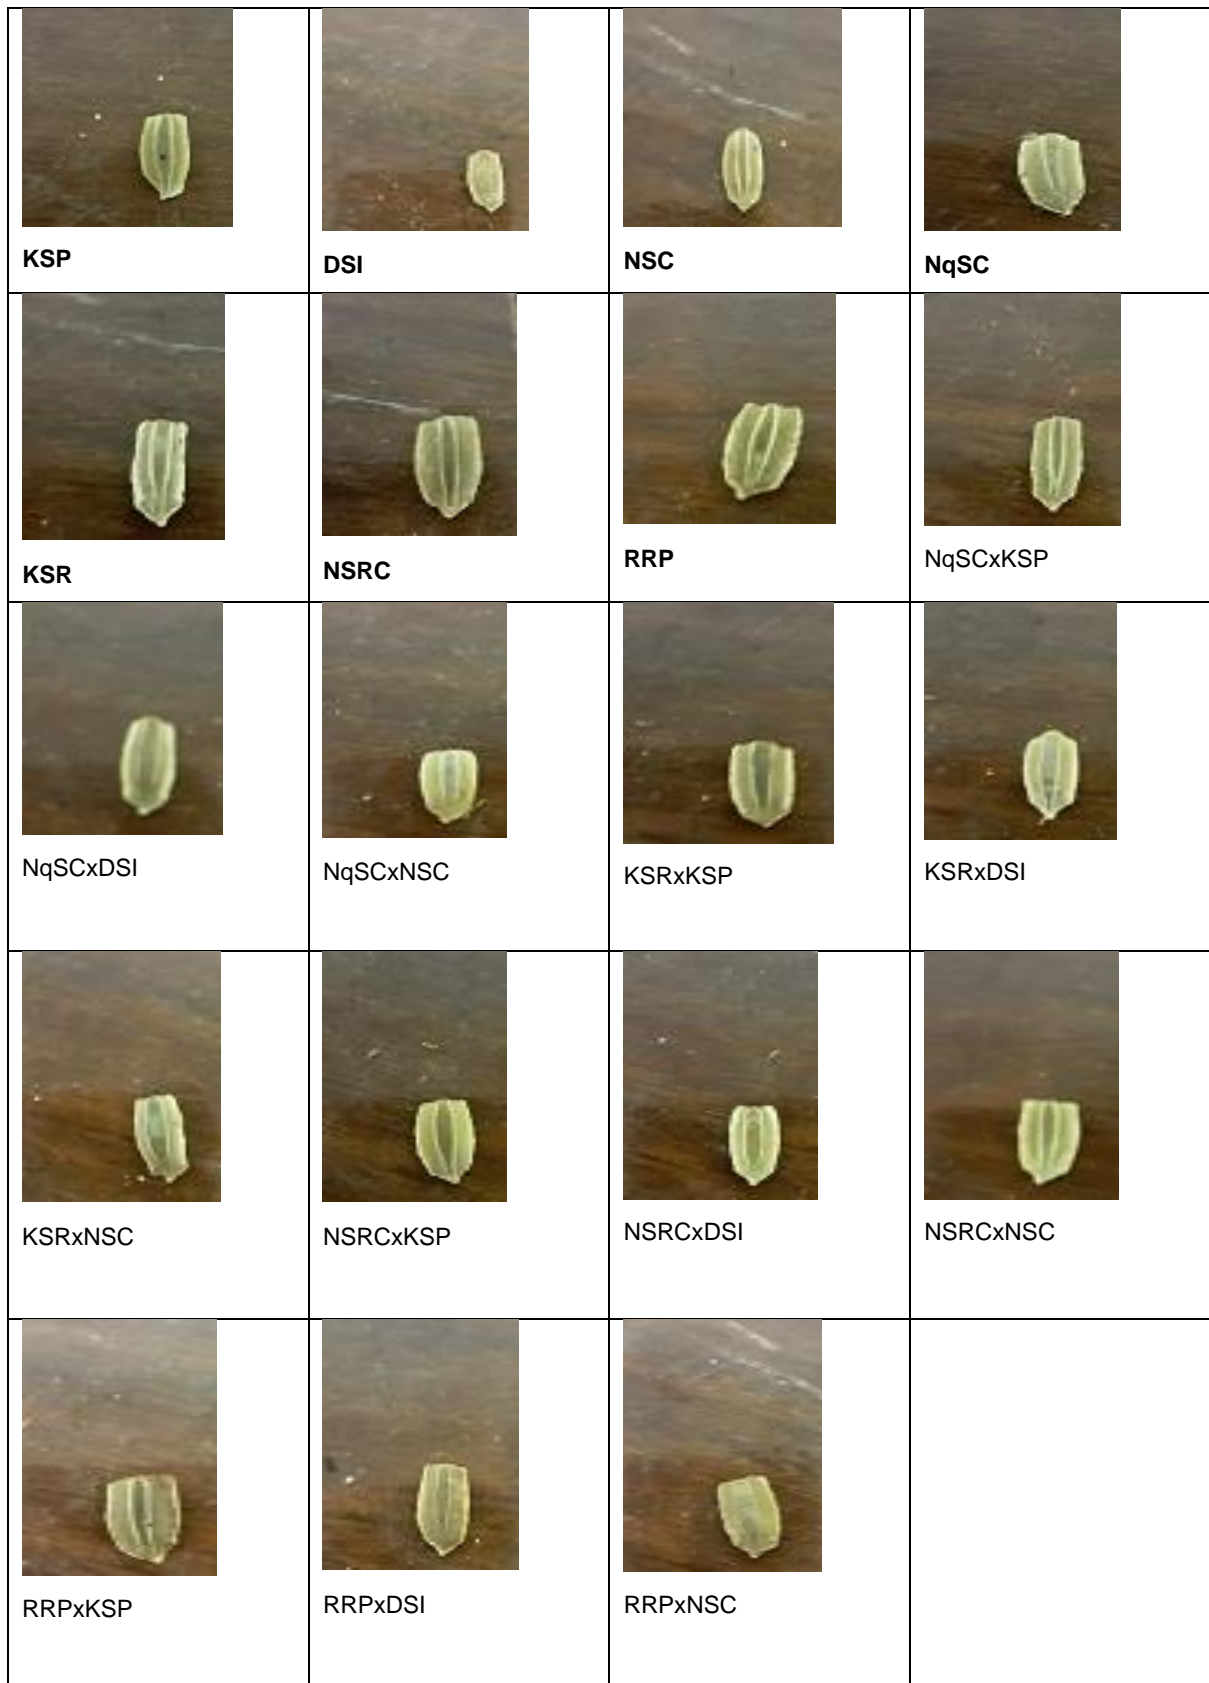 KSP
DSI
NSC
NqSC
KSR
NSRC
RRP
NqSCxKSP
NqSCxDSI
NqSCxNSC
KSRxKSP
KSRxDSI
KSRxNSC
NSRCxKSP
NSRCxDSI
NSRCxNSC
RRPxKSP
RRPxDSI
RRPxNSC